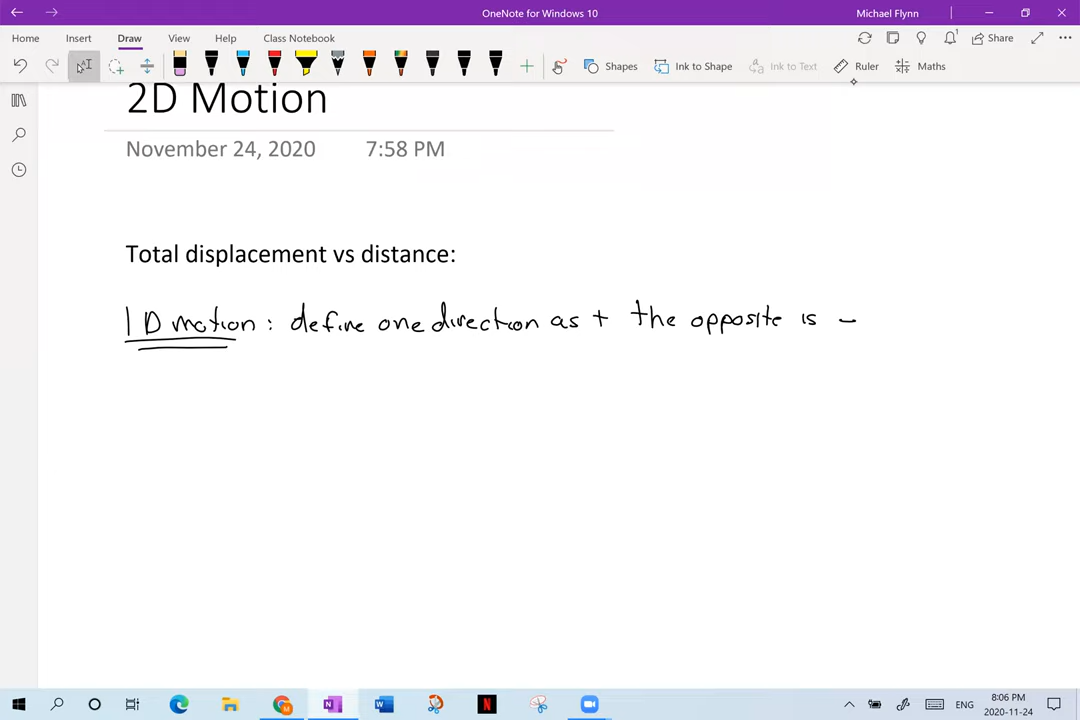 OneNote for Windows 10
Michael Flynn
Home Insert Draw View Help Class Notebook
Share
Shapes Ink to Shape Ink to Text Ruler Maths
2D Motion
November 24, 2020 7:58 PM
Total displacement vs distance:
1D motion : define one direction as + the opposite is -
8:06 PM
ENG
2020-11-24